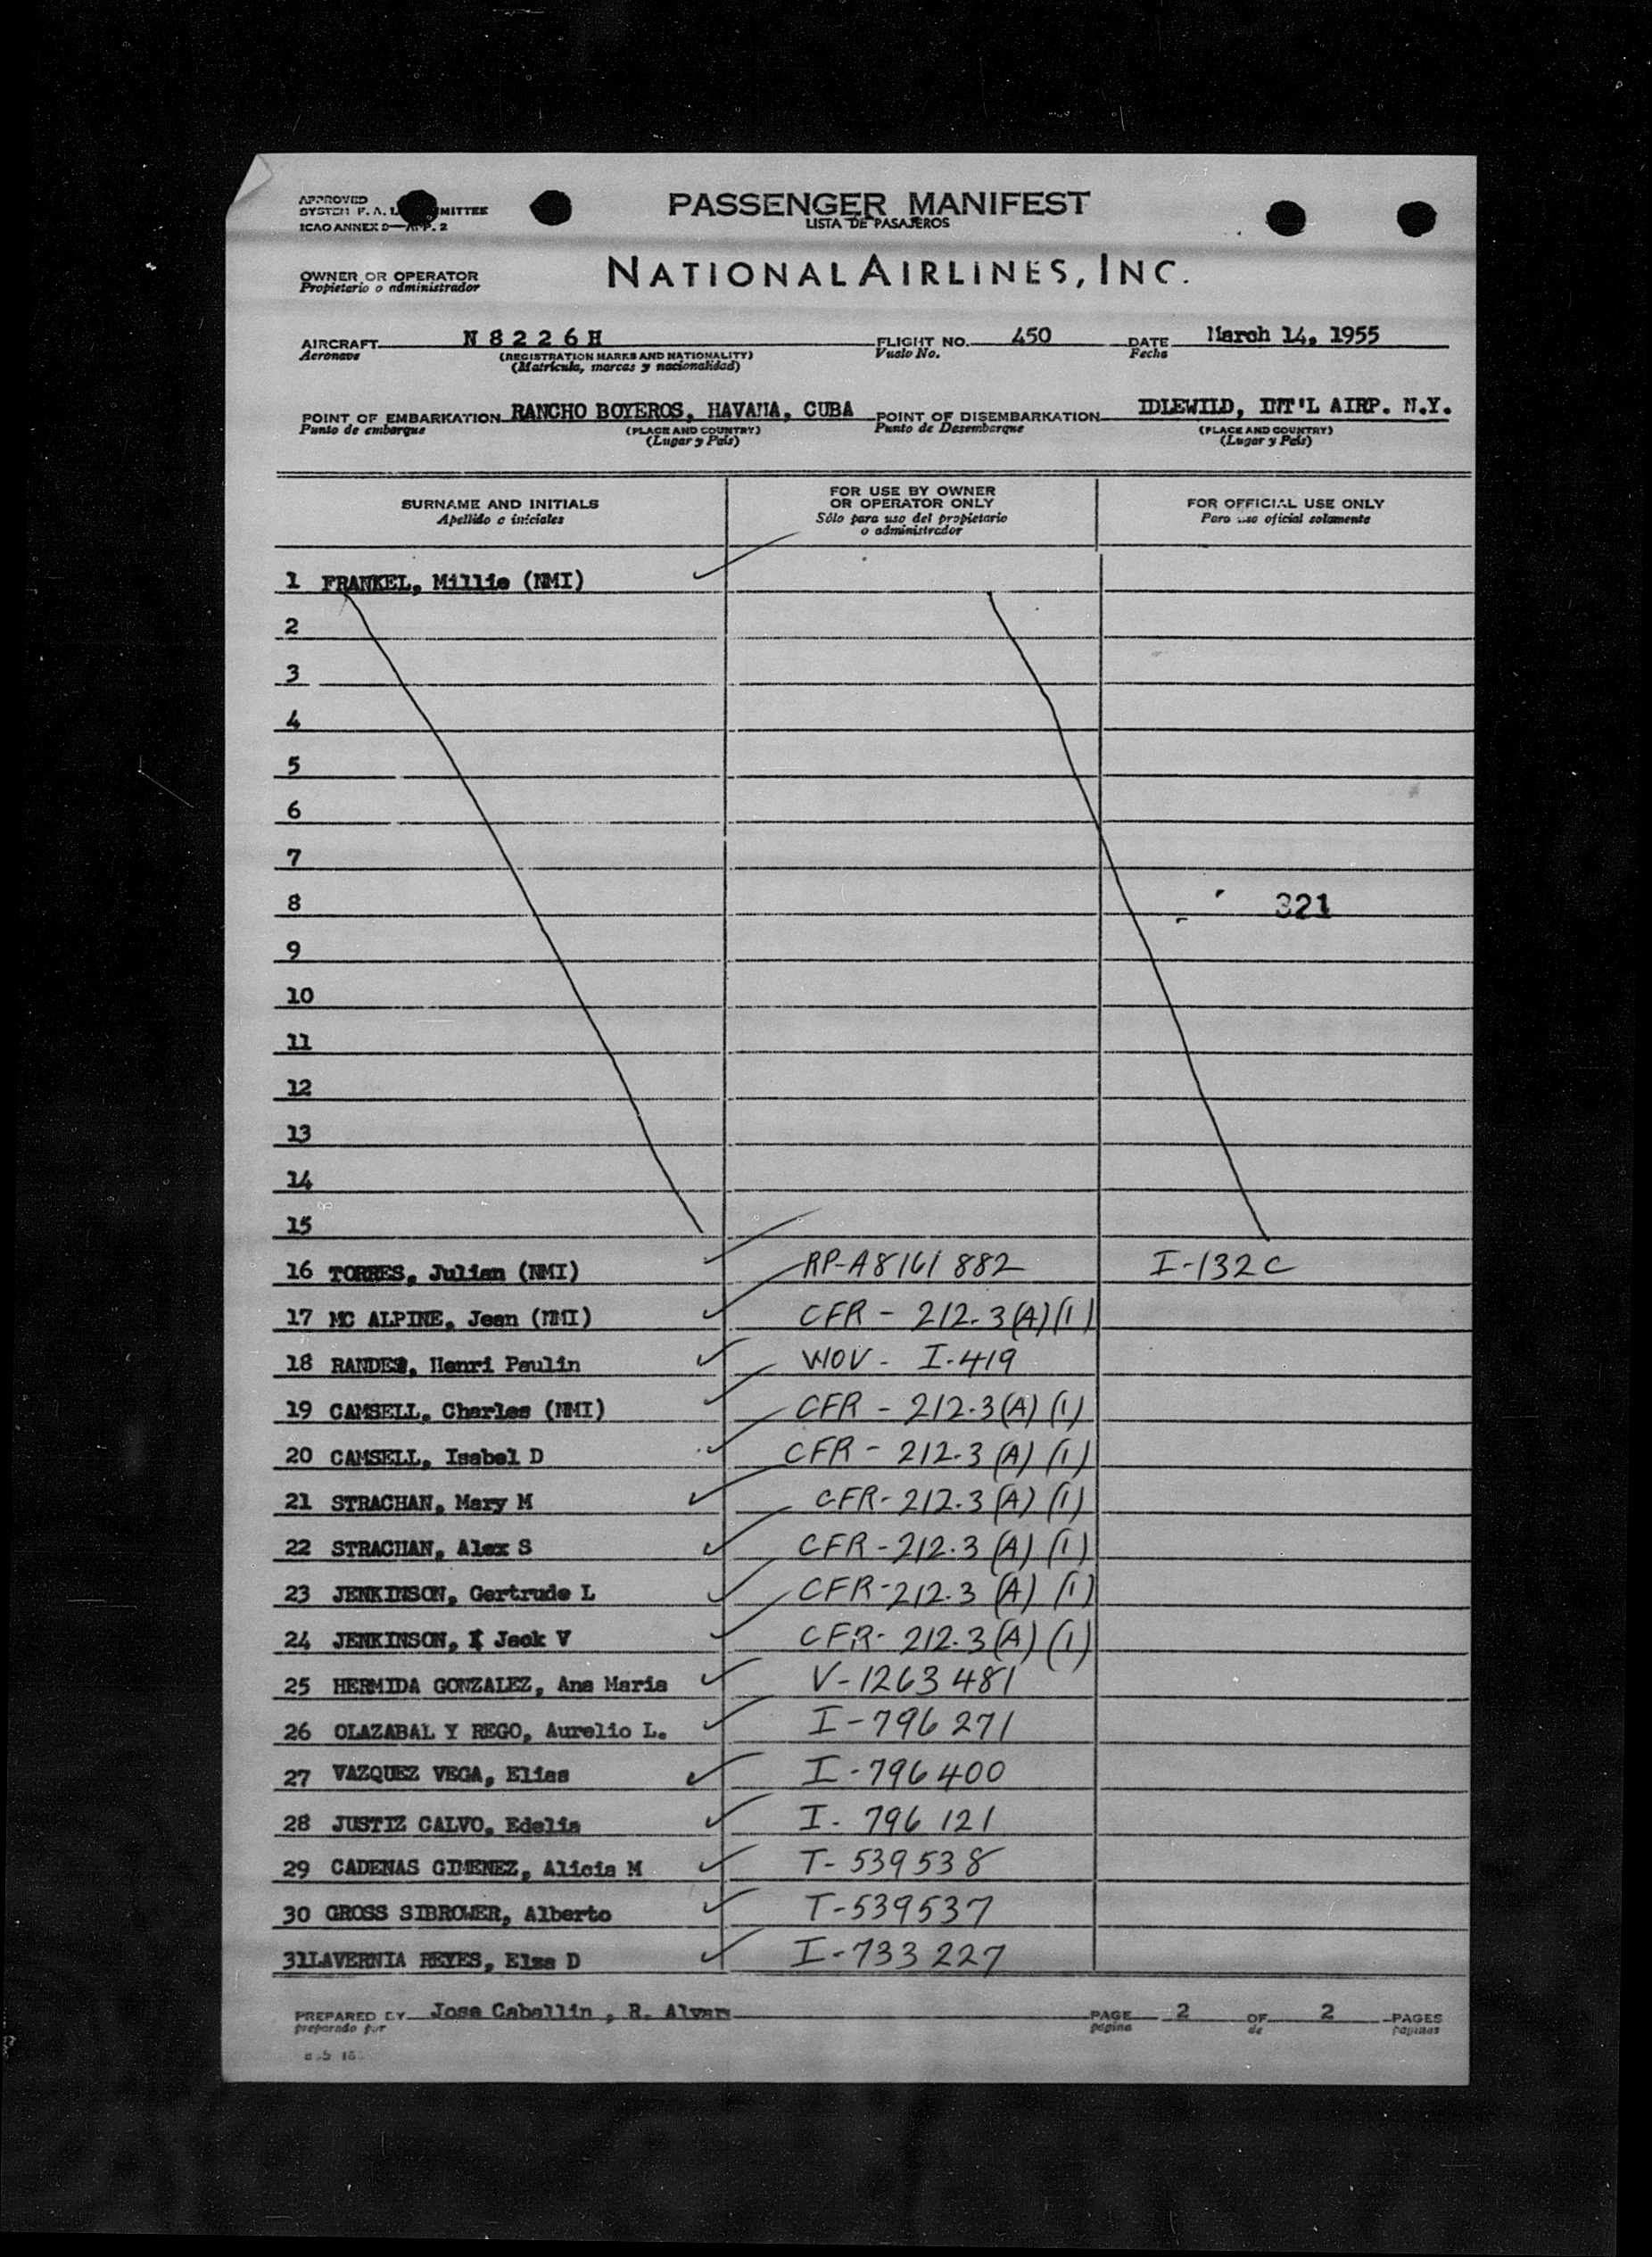 APPROVED
SYSTEM F. A. L. MITTEE
ICAO ANNEX 9—APP. 2
PASSENGER MANIFEST
LISTA DE PASAJEROS
OWNER OR OPERATOR
Propietario o administrador
NATIONAL AIRLINES, INC.
AIRCRAFT N 8 2 2 6 H FLIGHT NO. 450 DATE March 14, 1955
Aeronave (REGISTRATION MARKS AND NATIONALITY) Vuelo No. Fecha
(Matrícula, marcas y nacionalidad)
POINT OF EMBARKATION RANCHO BOYEROS, HAVANA, CUBA POINT OF DISEMBARKATION IDLEWILD, INT'L AIRP. N.Y.
Punto de embarque (PLACE AND COUNTRY) Punto de Desembarque (PLACE AND COUNTRY)
(Lugar y País) (Lugar y País)
SURNAME AND INITIALS FOR USE BY OWNER OR OPERATOR ONLY FOR OFFICIAL USE ONLY
Apellido e iniciales Sólo para uso del propietario o administrador Para uso oficial solamente
1 FRANKEL, Millie (NMI)
2
3
4
5
6
7
8 321
9
10
11
12
13
14
15
16 TORRES, Julian (NMI) RP-A8161882 I-132C
17 MC ALPINE, Jean (NMI) CFR - 212.3(A)(1)
18 RANDES, Henri Paulin WOV - I-419
19 CAMSELL, Charles (NMI) CFR - 212.3(A)(1)
20 CAMSELL, Isabel D CFR - 212.3(A)(1)
21 STRACHAN, Mary M CFR-212.3(A)(1)
22 STRACHAN, Alex S CFR-212.3(A)(1)
23 JENKINSON, Gertrude L CFR-212.3(A)(1)
24 JENKINSON, Jack V CFR-212.3(A)(1)
25 HERMIDA GONZALEZ, Ana Maria V-1263481
26 OLAZABAL Y REGO, Aurelio L. I-796271
27 VAZQUEZ VEGA, Elias I-796400
28 JUSTIZ CALVO, Edelia I-796121
29 CADENAS GIMENEZ, Alicia M T-539538
30 GROSS SIBROWER, Alberto T-539537
31 LAVERNIA REYES, Elsa D I-733227
PREPARED BY Jose Caballin , R. Alvare PAGE 2 OF 2 PAGES
preparado por página de páginas